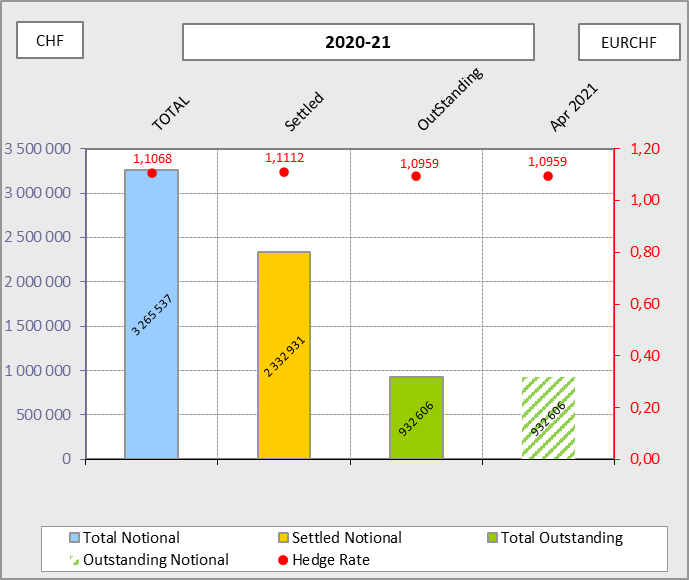 CHF
2020-21
EURCHF
TOTAL
Settled
OutStanding
Apr 2021
3 500 000
3 000 000
2 500 000
2 000 000
1 500 000
1 000 000
500 000
0
1,1068
1,1112
1,0959
1,0959
3 265 537
2 332 931
932 606
932 606
1,20
1,00
0,80
0,60
0,40
0,20
0,00
Total Notional
Settled Notional
Total Outstanding
Outstanding Notional
Hedge Rate